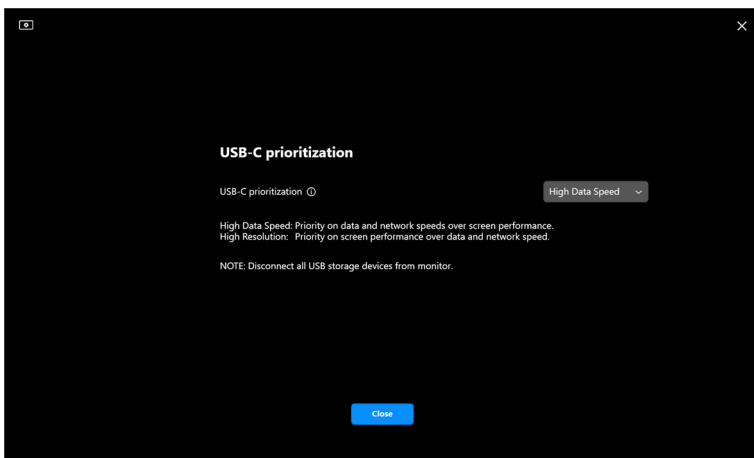 USB-C prioritization
USB-C prioritization
High Data Speed
High Data Speed: Priority on data and network speeds over screen performance.
High Resolution: Priority on screen performance over data and network speed.
NOTE: Disconnect all USB storage devices from monitor.
Close